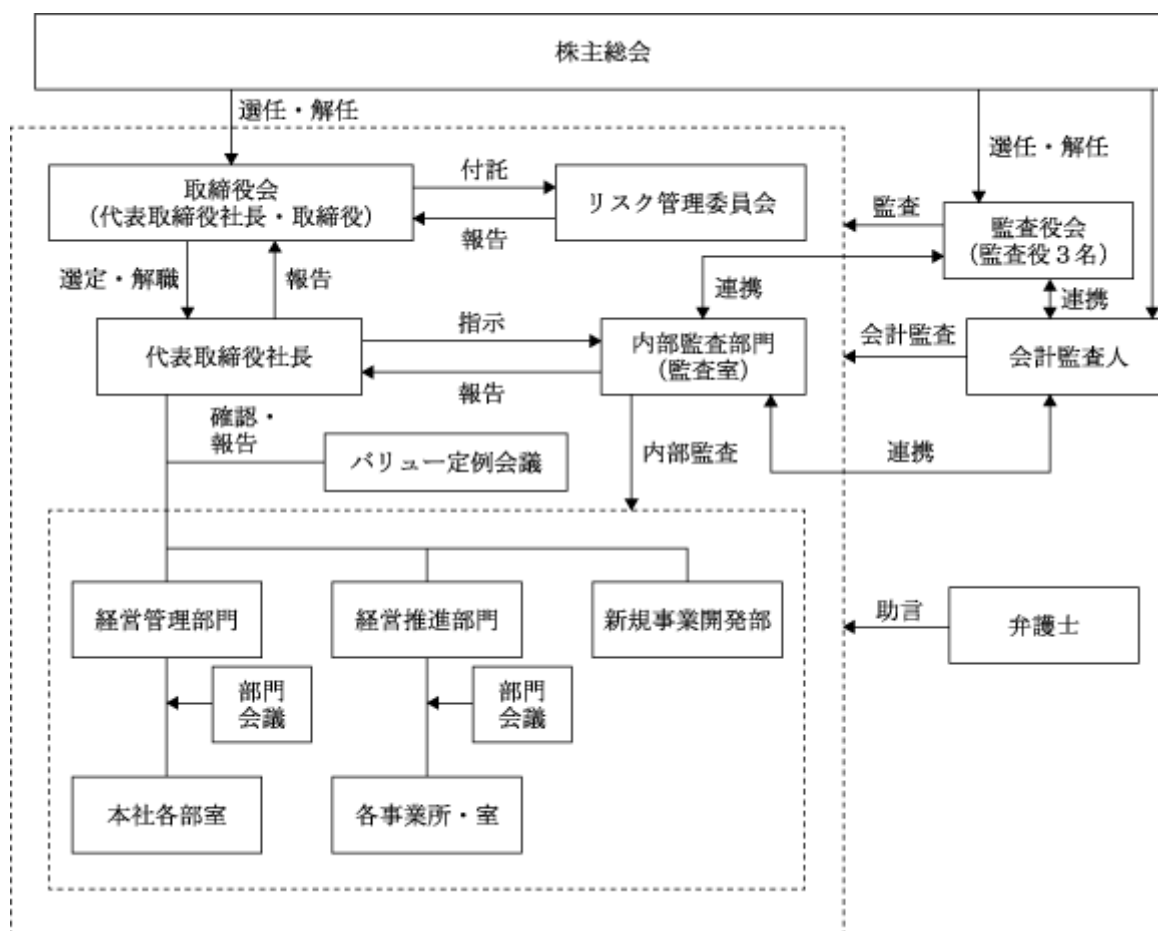 株主総会
選任・解任
選任・解任
取締役会
（代表取締役社長・取締役）
付託
報告
リスク管理委員会
監査
監査役会
（監査役３名）
選定・解職
報告
連携
連携
代表取締役社長
指示
報告
内部監査部門
（監査室）
会計監査
会計監査人
確認・
報告
バリュー定例会議
内部監査
連携
経営管理部門
経営推進部門
新規事業開発部
助言
弁護士
部門
会議
部門
会議
本社各部室
各事業所・室